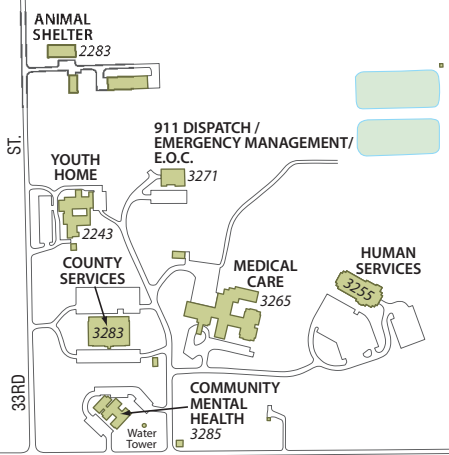 ANIMAL
SHELTER
2283
911 DISPATCH /
EMERGENCY MANAGEMENT/
E.O.C.
3271
ST.
YOUTH
HOME
2243
COUNTY
SERVICES
3283
MEDICAL
CARE
3265
HUMAN
SERVICES
3255
33RD
COMMUNITY
MENTAL
HEALTH
3285
Water
Tower